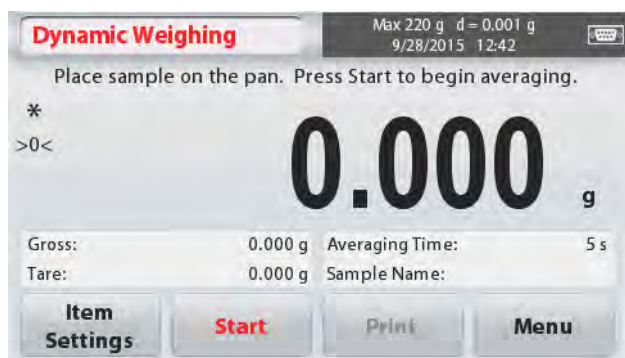 Dynamic Weighing
Max 220 g d = 0.001 g
9/28/2015 12:42
Place sample on the pan. Press Start to begin averaging.
*
>0<
0.000 g
Gross: 0.000 g Averaging Time: 5 s
Tare: 0.000 g Sample Name:
Item Settings Start Print Menu